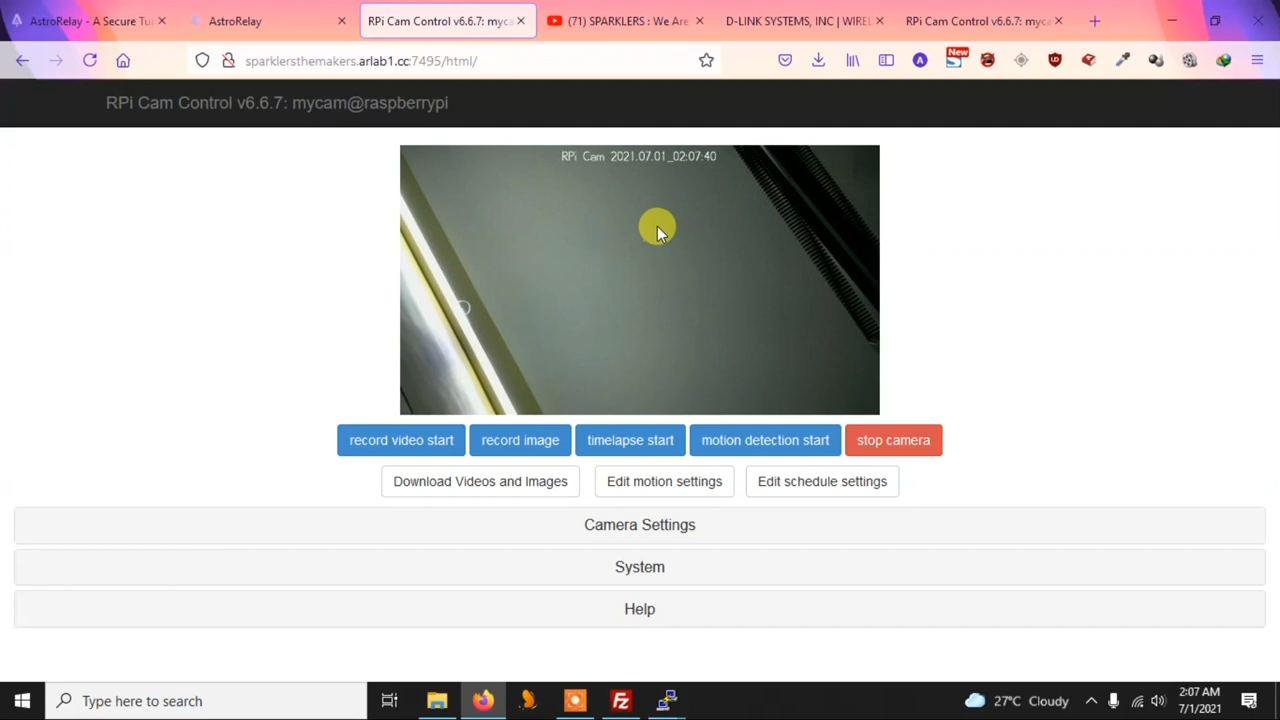 AstroRelay - A Secure Tu
AstroRelay
RPi Cam Control v6.6.7: myca
(71) SPARKLERS : We Are
D-LINK SYSTEMS, INC | WIREL
RPi Cam Control v6.6.7: myca
sparklersthemakers.arlab1.cc:7495/html/
New
RPi Cam Control v6.6.7: mycam@raspberrypi
RPi Cam 2021.07.01_02:07:40
record video start
record image
timelapse start
motion detection start
stop camera
Download Videos and Images
Edit motion settings
Edit schedule settings
Camera Settings
System
Help
Type here to search
27°C Cloudy
2:07 AM
7/1/2021